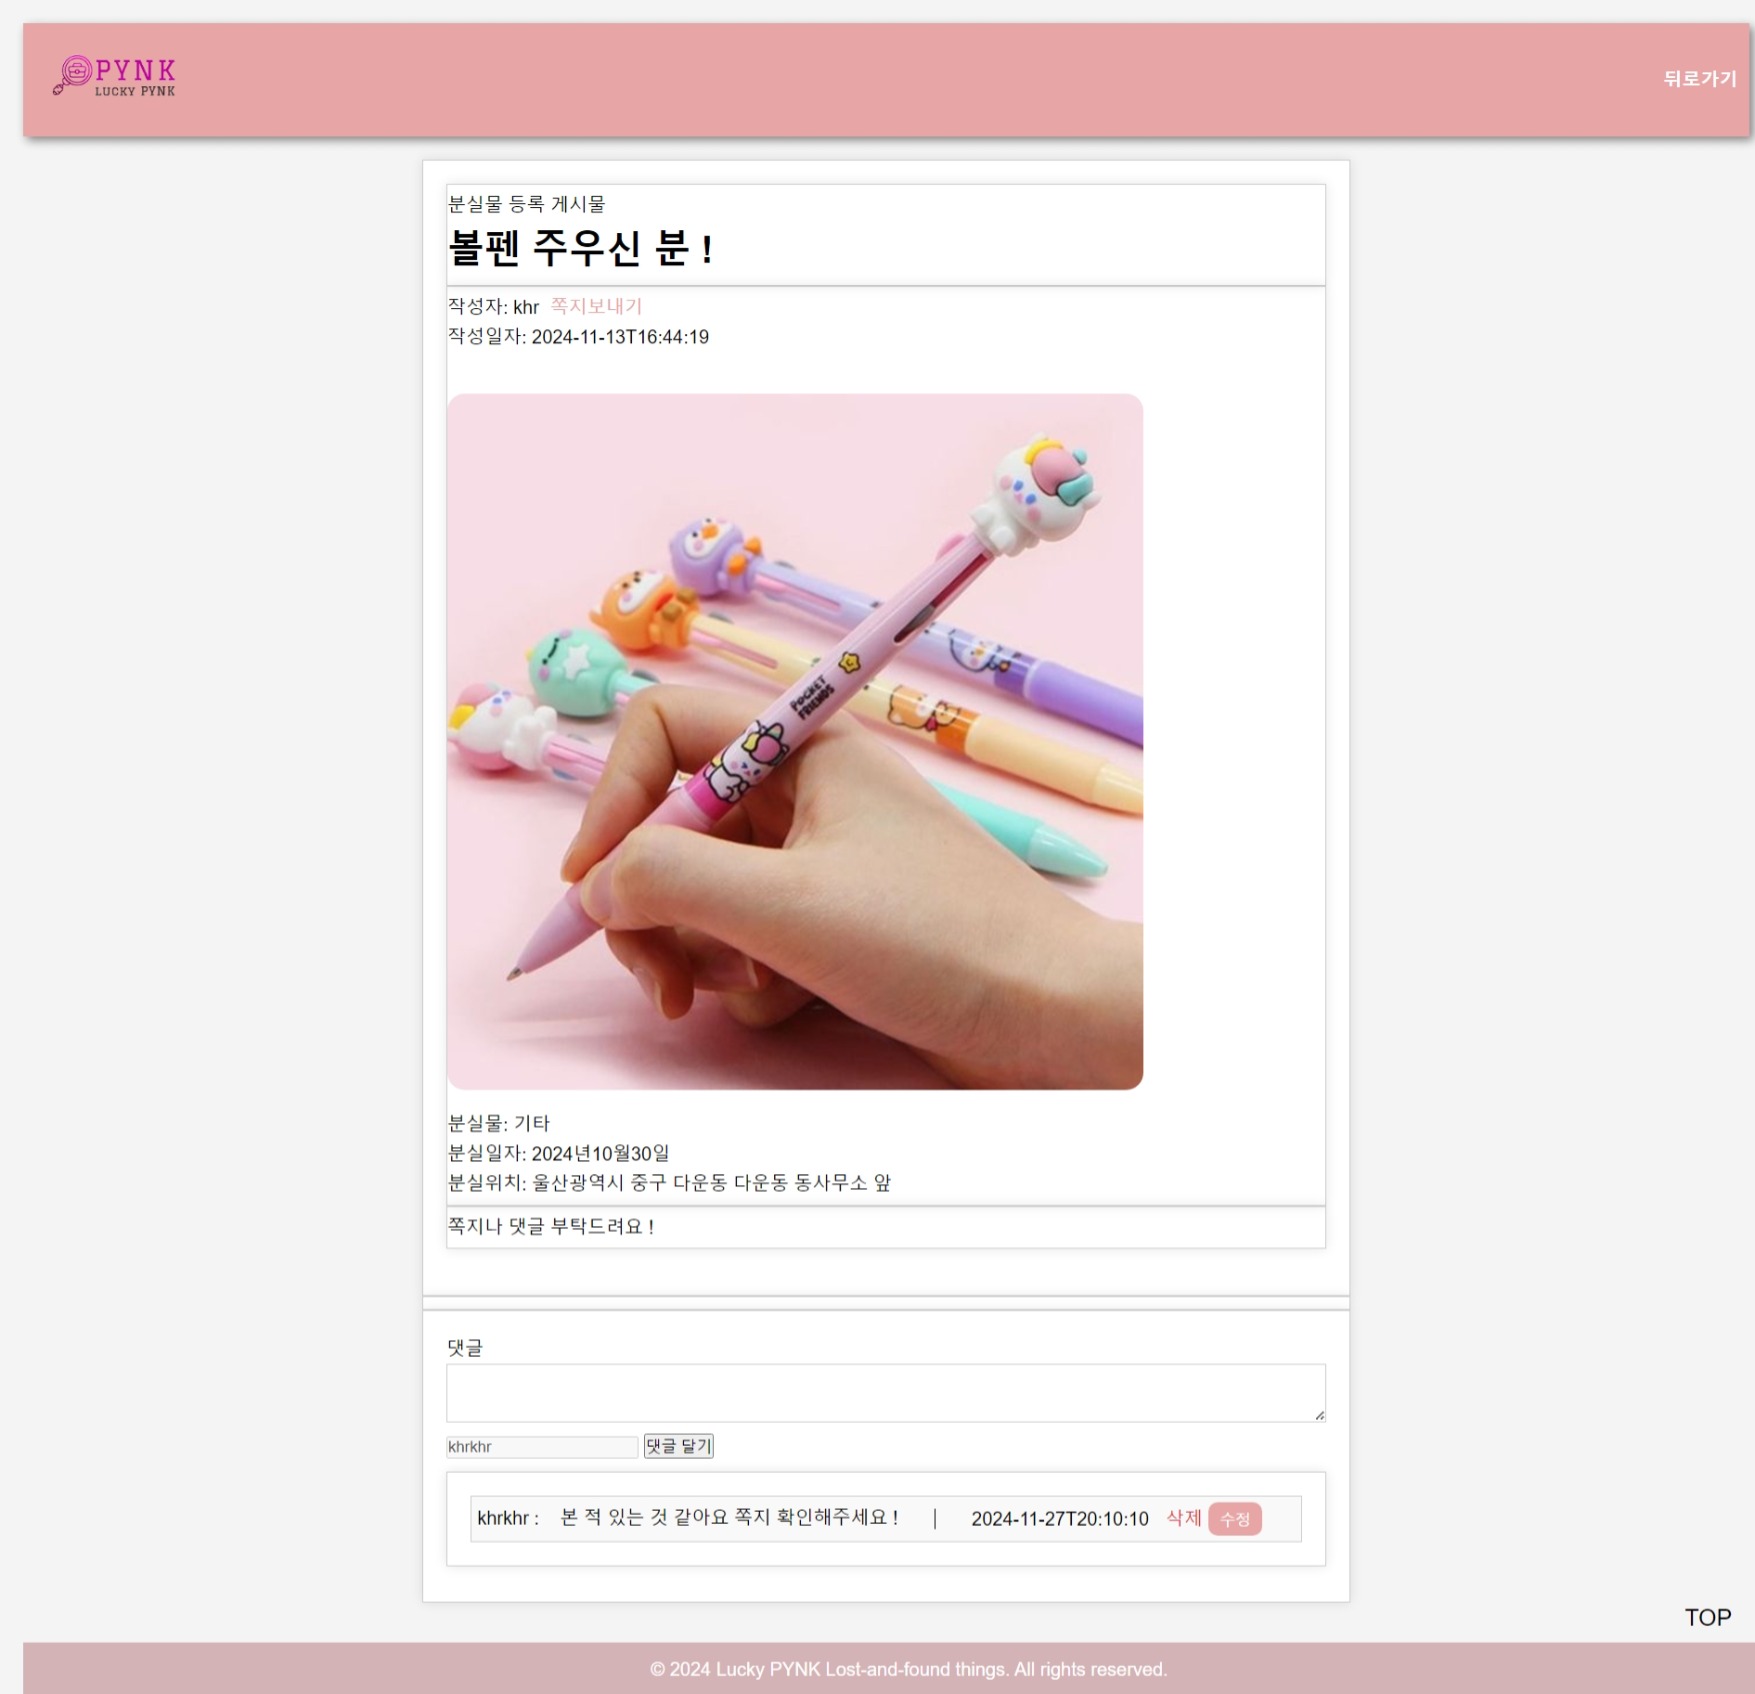 PYNK
LUCKY PYNK
뒤로가기
분실물 등록 게시물
볼펜 주우신 분 !
작성자: khr 쪽지보내기
작성일자: 2024-11-13T16:44:19
POCKET
FRIENDS
분실물: 기타
분실일자: 2024년10월30일
분실위치: 울산광역시 중구 다운동 다운동 동사무소 앞
쪽지나 댓글 부탁드려요 !
댓글
khrkhr 댓글 달기
khrkhr : 본 적 있는 것 같아요 쪽지 확인해주세요 ! | 2024-11-27T20:10:10 삭제 수정
TOP
© 2024 Lucky PYNK Lost-and-found things. All rights reserved.